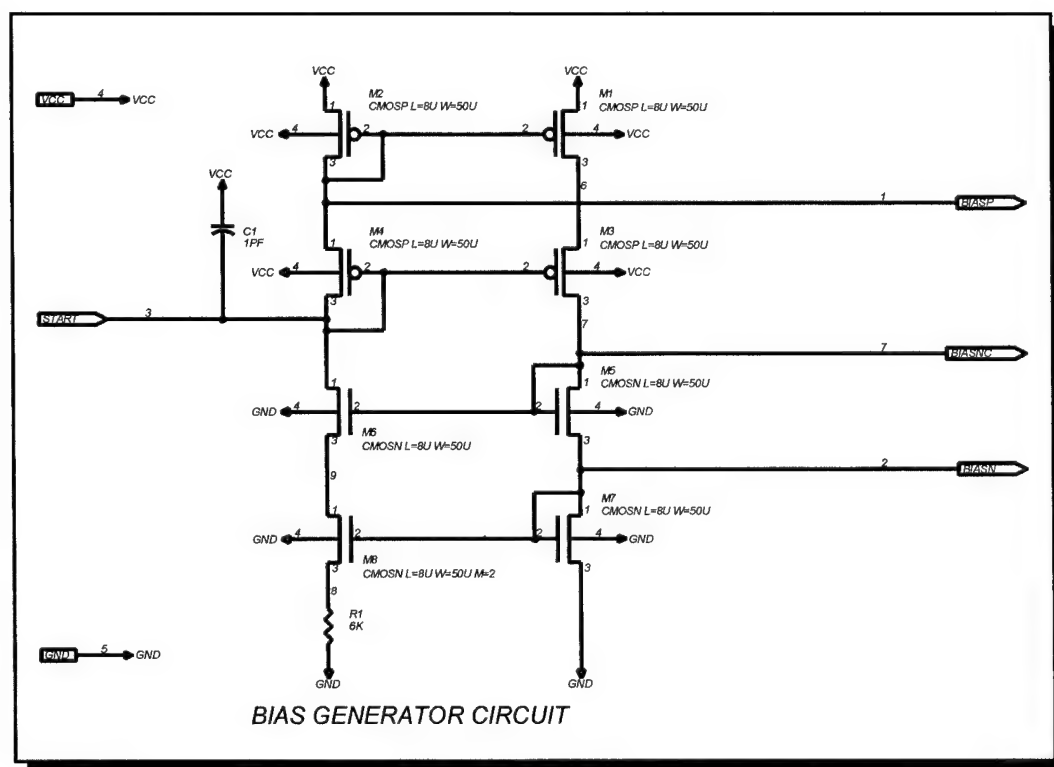 VCC VCC
VCC 4 VCC
M2
CMOSP L=8U W=50U
M1
CMOSP L=8U W=50U
1 1
VCC 4 2 2 4 VCC
3 3
VCC
6
1 BIASP
C1
1PF
M4
CMOSP L=8U W=50U
M3
CMOSP L=8U W=50U
1 1
VCC 4 2 2 4 VCC
3 3
START 3
7
7 BIASNC
M5
CMOSN L=8U W=50U
1 1
GND 4 2 2 4 GND
3 3
M6
CMOSN L=8U W=50U
9
2 BIASN
M7
CMOSN L=8U W=50U
1 1
GND 4 2 2 4 GND
3 3
M8
CMOSN L=8U W=50U M=2
8
R1
6K
GND 5 GND
GND GND
BIAS GENERATOR CIRCUIT